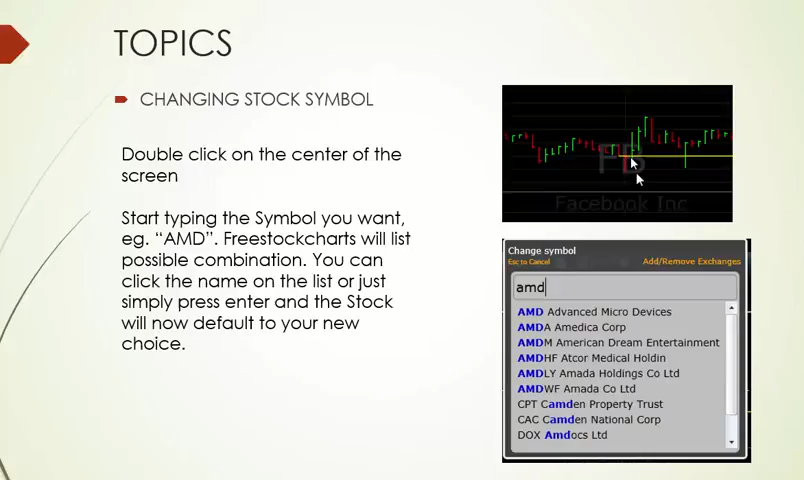 TOPICS
CHANGING STOCK SYMBOL
Double click on the center of the
screen
Start typing the Symbol you want,
eg. “AMD”. Freestockcharts will list
possible combination. You can
click the name on the list or just
simply press enter and the Stock
will now default to your new
choice.
FB
Facebook Inc
Change symbol
Esc to Cancel
Add/Remove Exchanges
amd
AMD Advanced Micro Devices
AMDA Amedica Corp
AMDM American Dream Entertainment
AMDHF Atcor Medical Holdin
AMDLY Amada Holdings Co Ltd
AMDWF Amada Co Ltd
CPT Camden Property Trust
CAC Camden National Corp
DOX Amdocs Ltd